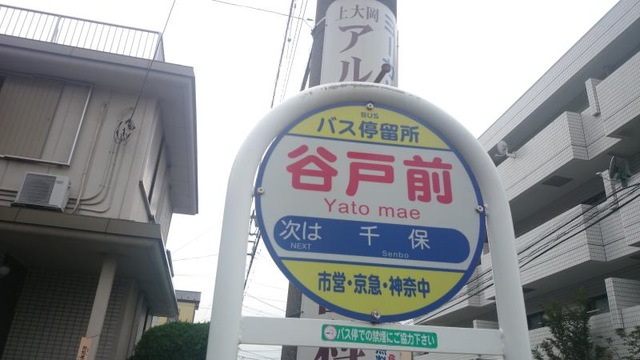 上大岡
アル
BUS
バス停留所
谷戸前
Yato mae
次は 千保
NEXT Senbo
市営・京急・神奈中
バス停での禁煙にご協力下さい